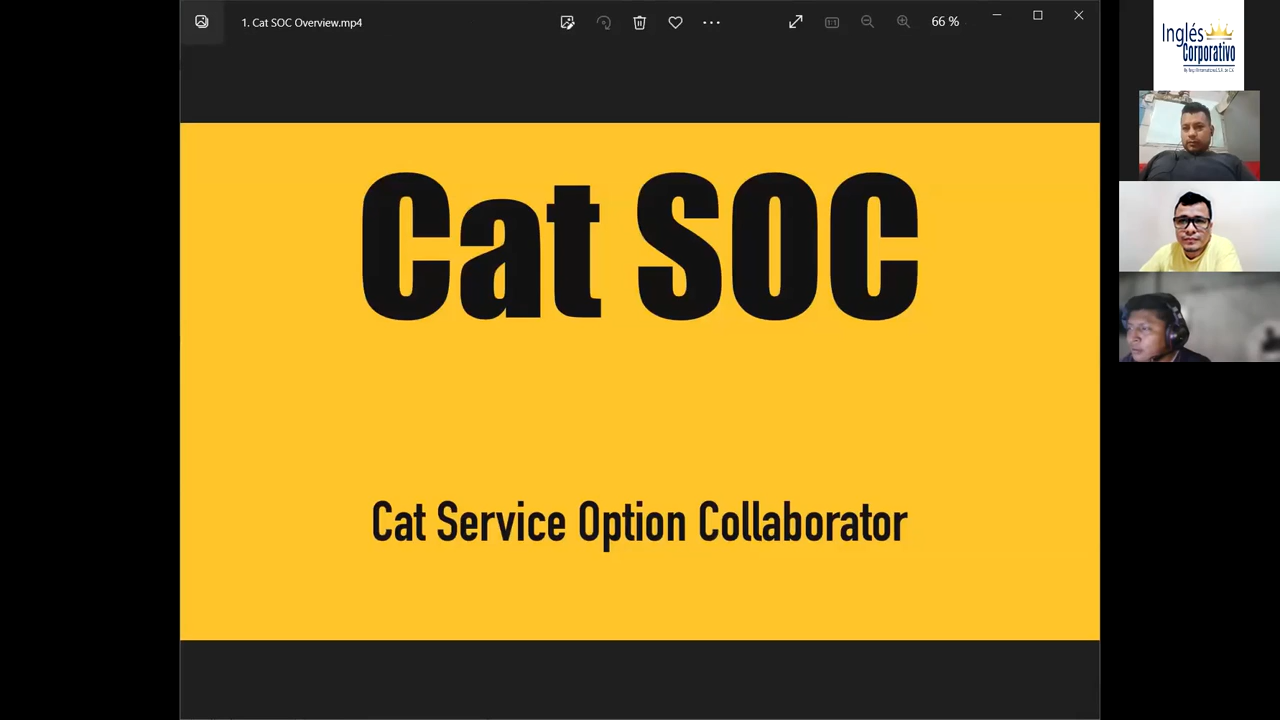 1. Cat SOC Overview.mp4
66 %
Inglés
Corporativo
Cat SOC
Cat Service Option Collaborator